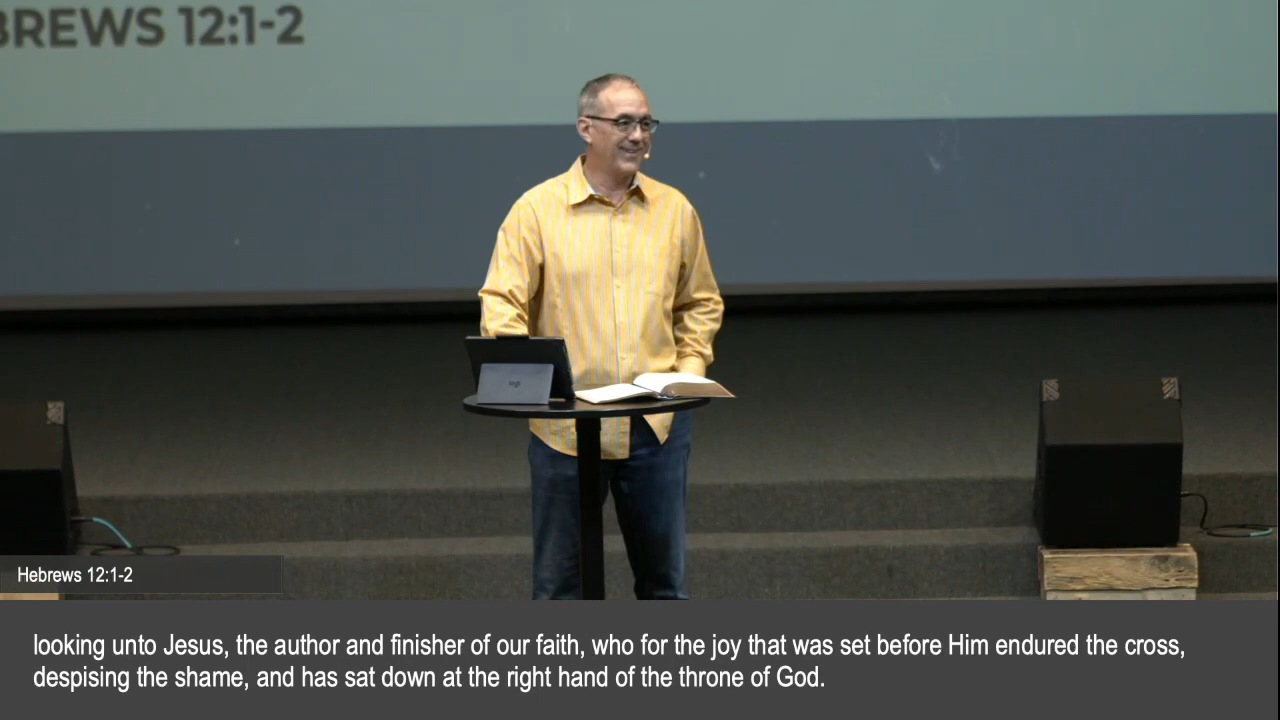 BREWS 12:1-2
logi
Hebrews 12:1-2
looking unto Jesus, the author and finisher of our faith, who for the joy that was set before Him endured the cross,
despising the shame, and has sat down at the right hand of the throne of God.